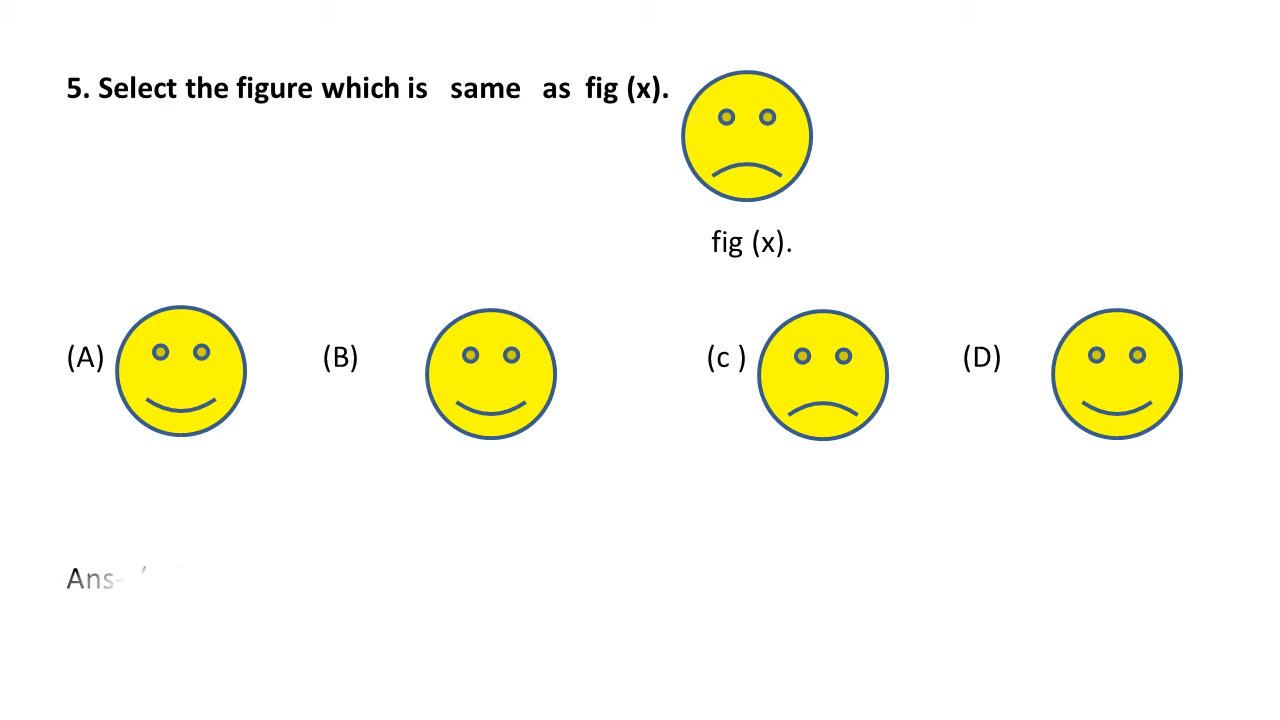 5. Select the figure which is same as fig (x).
fig (x).
(A) (B) (c ) (D)
Ans-